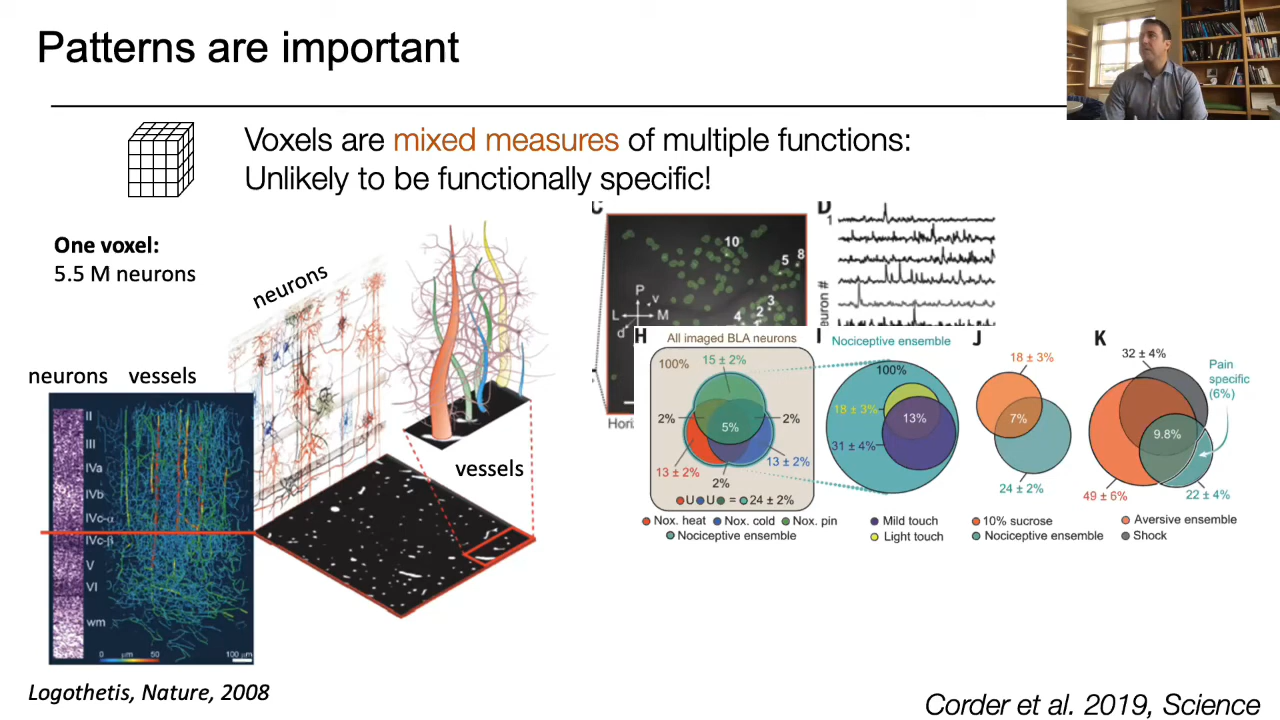 Patterns are important
Voxels are mixed measures of multiple functions:
Unlikely to be functionally specific!
One voxel:
5.5 M neurons
neurons
neurons vessels
II
III
IVa
IVb
IVc-α
IVc-β
V
VI
wm
0 µm 50
100 µm
vessels
Logothetis, Nature, 2008
C
10
8
5
3
2
4
P
v
L
M
d
Hori
D
1
euron #
H
All imaged BLA neurons
100%
15 ± 2%
2%
2%
5%
13 ± 2%
13 ± 2%
2%
U U = 24 ± 2%
Nox. heat Nox. cold Nox. pin
Nociceptive ensemble
I
Nociceptive ensemble
100%
18 ± 3%
13%
31 ± 4%
Mild touch
Light touch
J
18 ± 3%
7%
24 ± 2%
10% sucrose
Nociceptive ensemble
K
32 ± 4%
Pain
specific
(6%)
9.8%
49 ± 6%
22 ± 4%
Aversive ensemble
Shock
Corder et al. 2019, Science